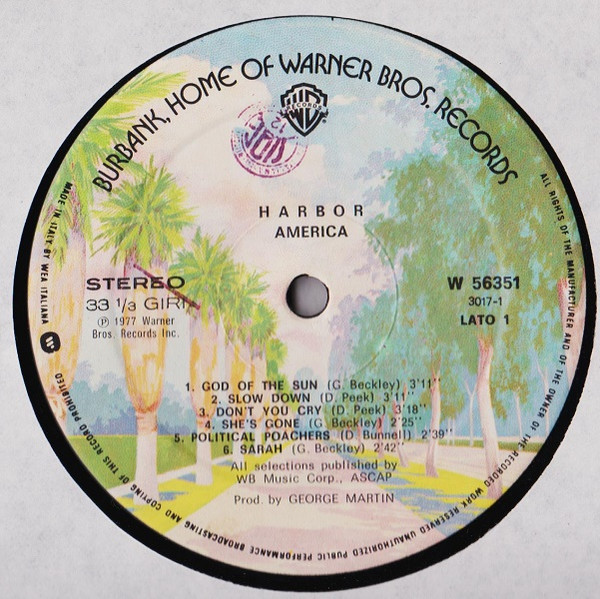 BURBANK, HOME OF WARNER BROS. RECORDS
WB
RECORDS
12
HARBOR
AMERICA
STEREO
33 1/3 GIRI
℗ 1977 Warner
Bros. Records Inc.
W 56351
3017-1
LATO 1
1. GOD OF THE SUN (G. Beckley) 3'11''
2. SLOW DOWN (D. Peek) 3'11''
3. DON'T YOU CRY (D. Peek) 3'18''
4. SHE'S GONE (G. Beckley) 2'25''
5. POLITICAL POACHERS (D. Bunnell) 2'39''
6. SARAH (G. Beckley) 2'42''
All selections published by
WB Music Corp., ASCAP
Prod. by GEORGE MARTIN
MADE IN ITALY BY WEA ITALIANA
ALL RIGHTS OF THE MANUFACTURER AND OF THE OWNER OF THE RECORDED WORK RESERVED UNAUTHORIZED PUBLIC PERFORMANCE BROADCASTING AND COPYING OF THIS RECORD PROHIBITED